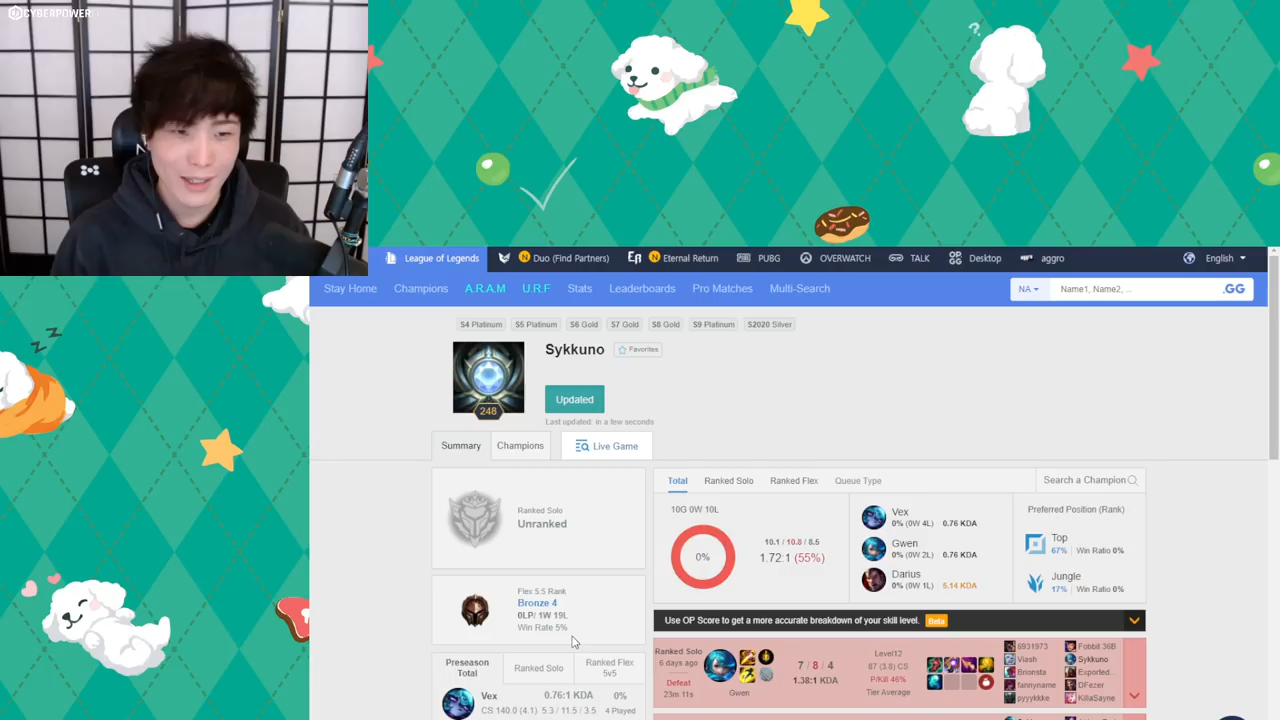 CYBERPOWER
League of Legends
Duo (Find Partners)
Eternal Return
PUBG
OVERWATCH
TALK
Desktop
aggro
English
Stay Home
Champions
A.R.A.M
U.R.F
Stats
Leaderboards
Pro Matches
Multi-Search
NA
Name1, Name2, ...
.GG
S4 Platinum
S5 Platinum
S6 Gold
S7 Gold
S8 Gold
S9 Platinum
S2020 Silver
Sykkuno
Favorites
248
Updated
Last updated: in a few seconds
Summary
Champions
Live Game
Ranked Solo
Unranked
Flex 5:5 Rank
Bronze 4
0LP/ 1W 19L
Win Rate 5%
Preseason Total
Ranked Solo
Ranked Flex 5v5
Vex
CS 140.0 (4.1)
0.76:1 KDA
5.3 / 11.5 / 3.5
0%
4 Played
Total
Ranked Solo
Ranked Flex
Queue Type
Search a Champion
10G 0W 10L
0%
10.1 / 10.8 / 8.5
1.72:1 (55%)
Vex
0% (0W 4L) 0.76 KDA
Gwen
0% (0W 2L) 0.76 KDA
Darius
0% (0W 1L) 5.14 KDA
Preferred Position (Rank)
Top
67% Win Ratio 0%
Jungle
17% Win Ratio 0%
Use OP Score to get a more accurate breakdown of your skill level.
Beta
Ranked Solo
6 days ago
Defeat
23m 11s
Gwen
7 / 8 / 4
1.38:1 KDA
Level12
87 (3.8) CS
P/Kill 46%
Tier Average
6931973
Viash
Brionsta
fannyname
pyyykkke
Fobbit 36B
Sykkuno
Exported...
DFezer
KillaSayne